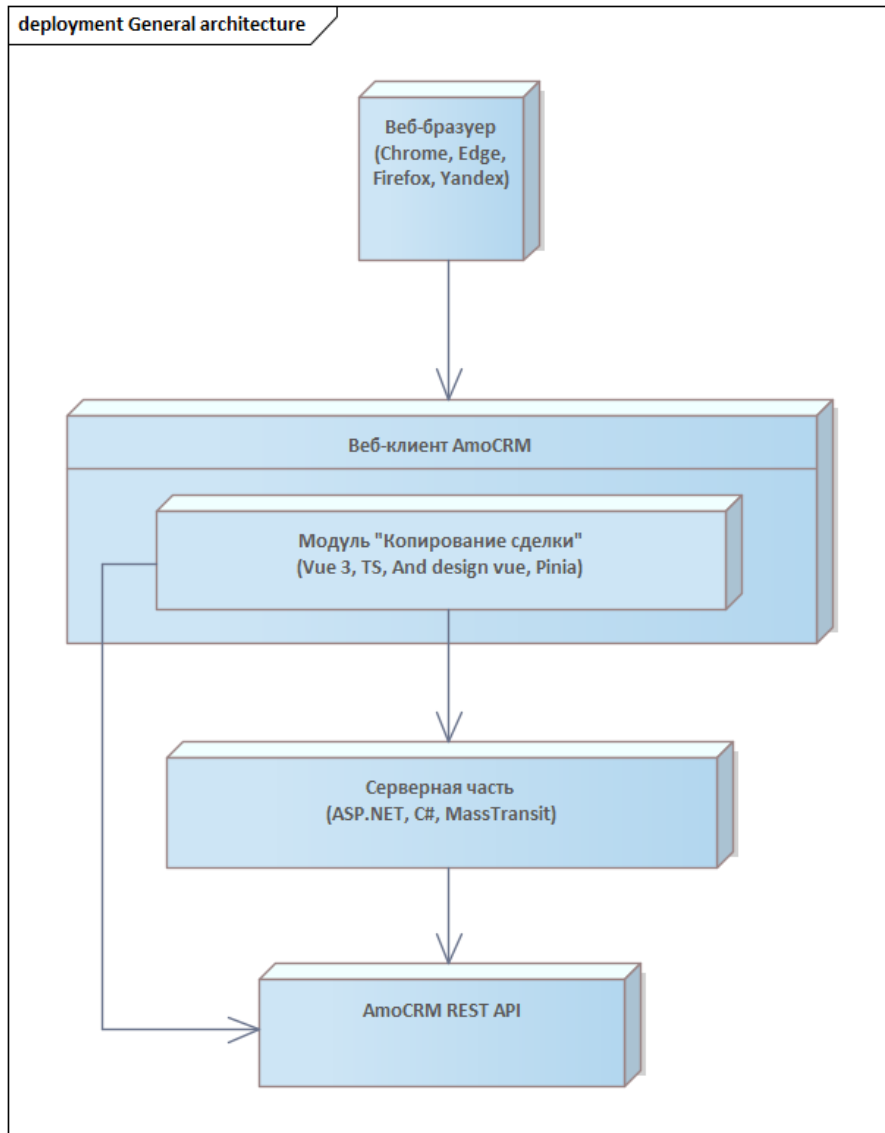 deployment General architecture
Веб-бразуер
(Chrome, Edge,
Firefox, Yandex)
Веб-клиент AmoCRM
Модуль "Копирование сделки"
(Vue 3, TS, And design vue, Pinia)
Серверная часть
(ASP.NET, C#, MassTransit)
AmoCRM REST API